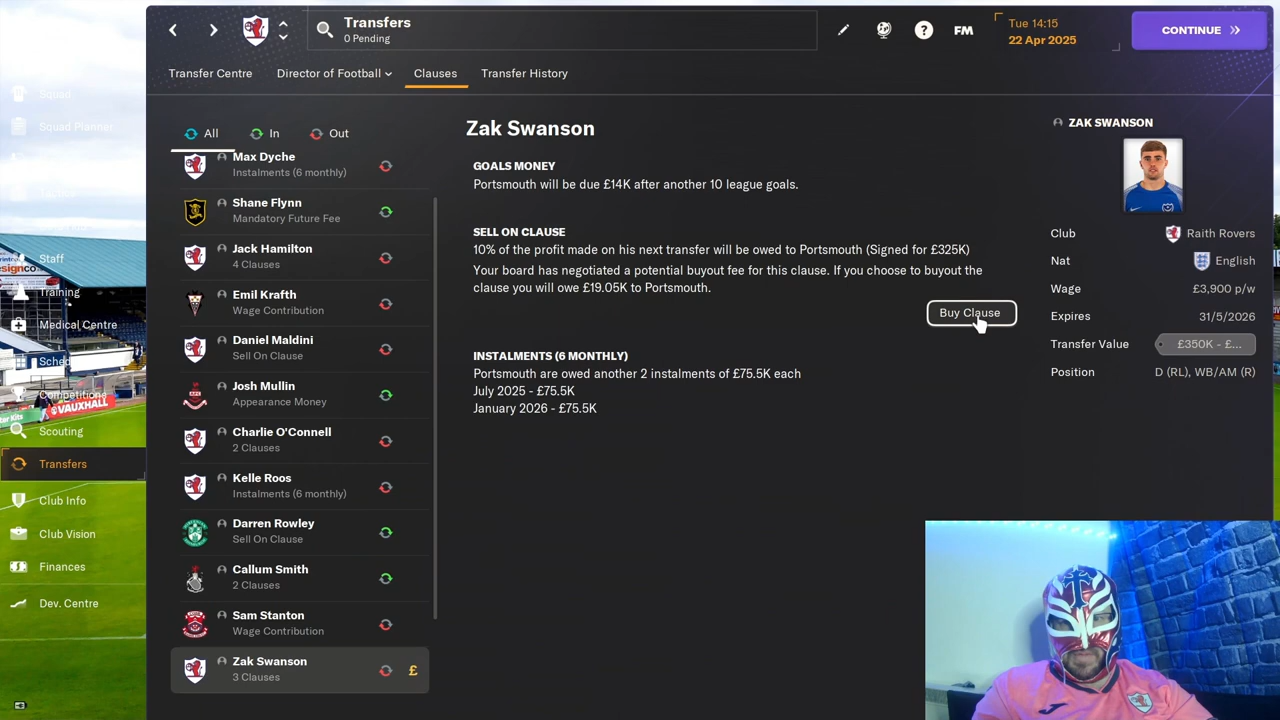 Transfers
0 Pending
FM
Tue 14:15
22 Apr 2025
CONTINUE
Transfer Centre
Director of Football
Clauses
Transfer History
Squad
Squad Planner
Staff
Training
Medical Centre
Sched
Competitions
Scouting
Transfers
Club Info
Club Vision
Finances
Dev. Centre
VAUXHALL
All
In
Out
Max Dyche
Instalments (6 monthly)
Shane Flynn
Mandatory Future Fee
Jack Hamilton
4 Clauses
Emil Krafth
Wage Contribution
Daniel Maldini
Sell On Clause
Josh Mullin
Appearance Money
Charlie O'Connell
2 Clauses
Kelle Roos
Instalments (6 monthly)
Darren Rowley
Sell On Clause
Callum Smith
2 Clauses
Sam Stanton
Wage Contribution
Zak Swanson
3 Clauses
£
Zak Swanson
GOALS MONEY
Portsmouth will be due £14K after another 10 league goals.
SELL ON CLAUSE
10% of the profit made on his next transfer will be owed to Portsmouth (Signed for £325K)
Your board has negotiated a potential buyout fee for this clause. If you choose to buyout the
clause you will owe £19.05K to Portsmouth.
Buy Clause
INSTALMENTS (6 MONTHLY)
Portsmouth are owed another 2 instalments of £75.5K each
July 2025 - £75.5K
January 2026 - £75.5K
ZAK SWANSON
Club Raith Rovers
Nat English
Wage £3,900 p/w
Expires 31/5/2026
Transfer Value £350K - £...
Position D (RL), WB/AM (R)